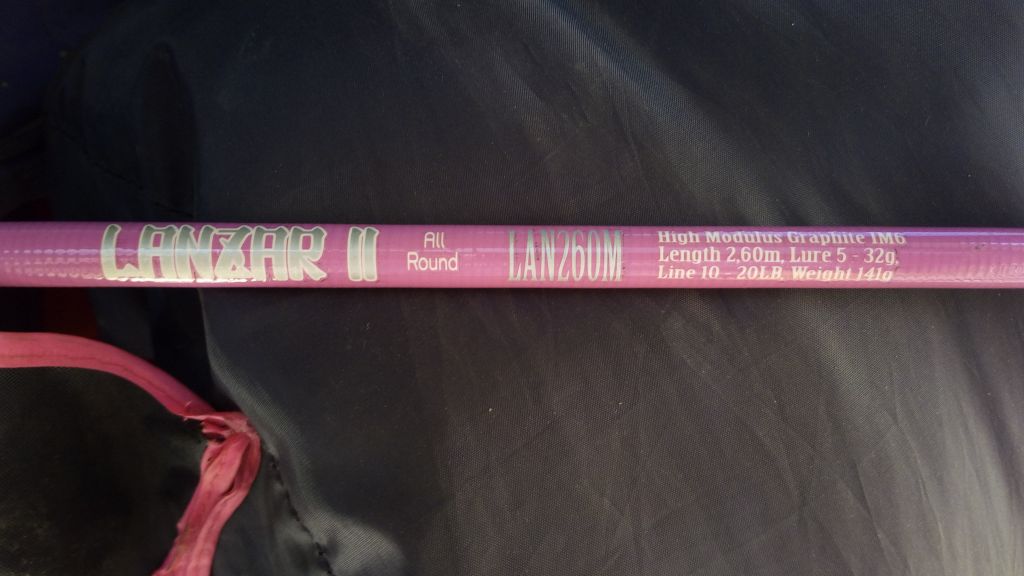 LANZAR II
All
Round
LAN260M
High Modulus Graphite IM6
Length 2,60m, Lure 5 - 32g,
Line 10 - 20LB, Weight 141g